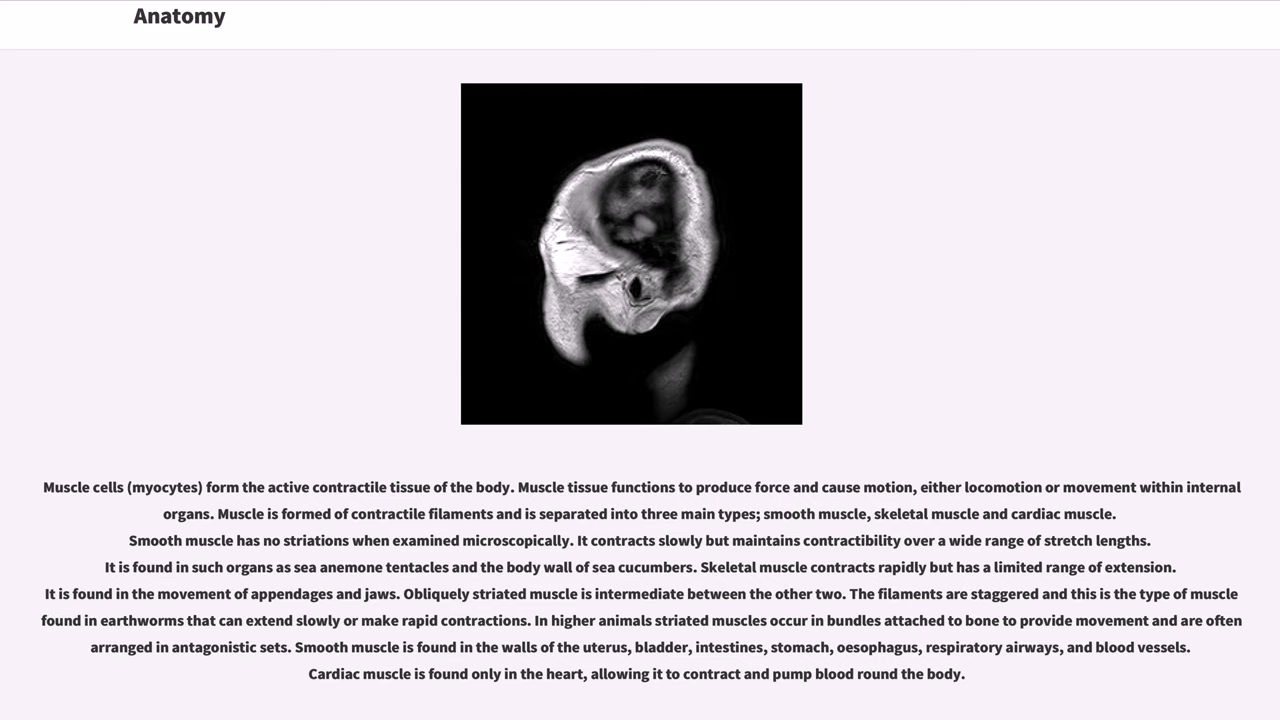 Anatomy
Muscle cells (myocytes) form the active contractile tissue of the body. Muscle tissue functions to produce force and cause motion, either locomotion or movement within internal
organs. Muscle is formed of contractile filaments and is separated into three main types; smooth muscle, skeletal muscle and cardiac muscle.
Smooth muscle has no striations when examined microscopically. It contracts slowly but maintains contractibility over a wide range of stretch lengths.
It is found in such organs as sea anemone tentacles and the body wall of sea cucumbers. Skeletal muscle contracts rapidly but has a limited range of extension.
It is found in the movement of appendages and jaws. Obliquely striated muscle is intermediate between the other two. The filaments are staggered and this is the type of muscle
found in earthworms that can extend slowly or make rapid contractions. In higher animals striated muscles occur in bundles attached to bone to provide movement and are often
arranged in antagonistic sets. Smooth muscle is found in the walls of the uterus, bladder, intestines, stomach, oesophagus, respiratory airways, and blood vessels.
Cardiac muscle is found only in the heart, allowing it to contract and pump blood round the body.